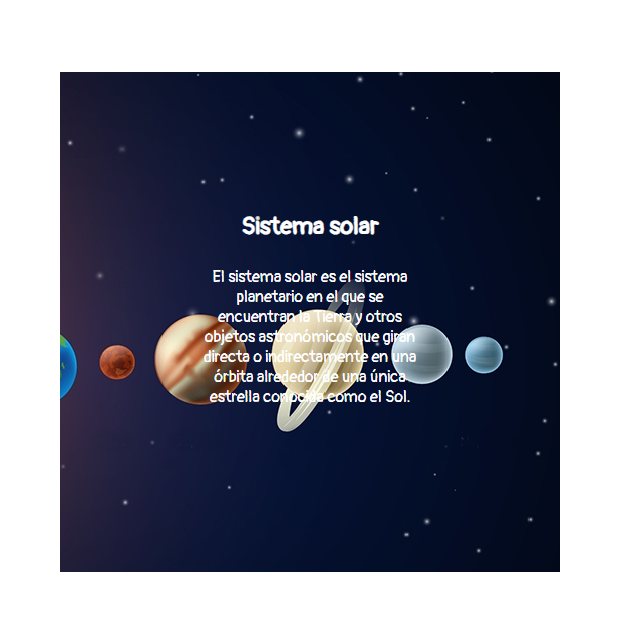 Sistema solar
El sistema solar es el sistema
planetario en el que se
encuentran la Tierra y otros
objetos astronómicos que giran
directa o indirectamente en una
órbita alrededor de una única
estrella conocida como el Sol.